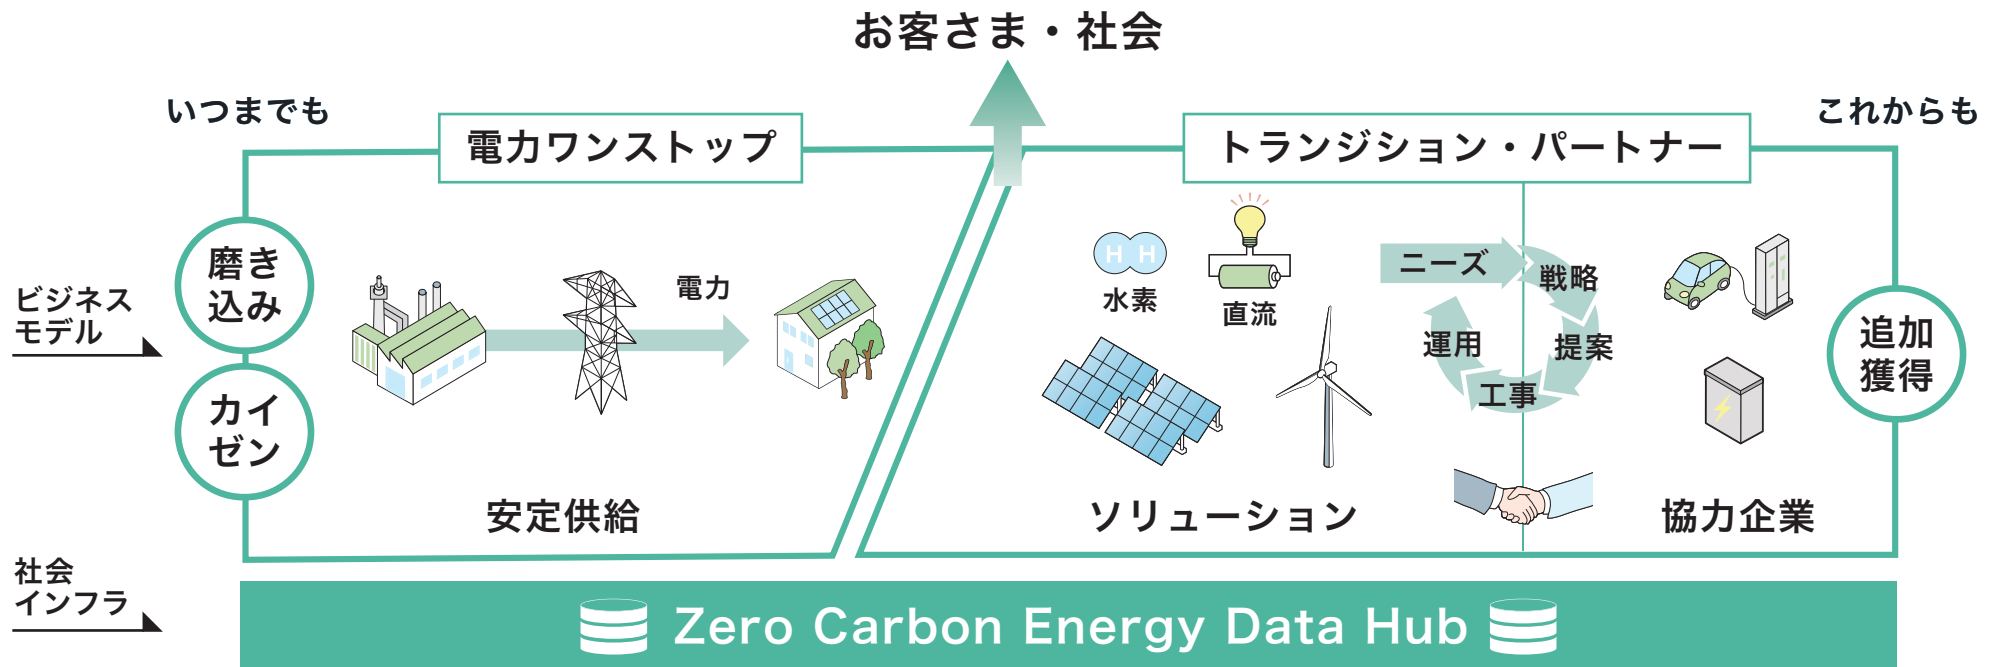 お客さま・社会
いつまでも
これからも
電力ワンストップ
トランジション・パートナー
ビジネス
モデル
磨き
込み
カイ
ゼン
電力
安定供給
H H
水素
直流
ニーズ
戦略
提案
工事
運用
ソリューション
協力企業
追加
獲得
社会
インフラ
Zero Carbon Energy Data Hub